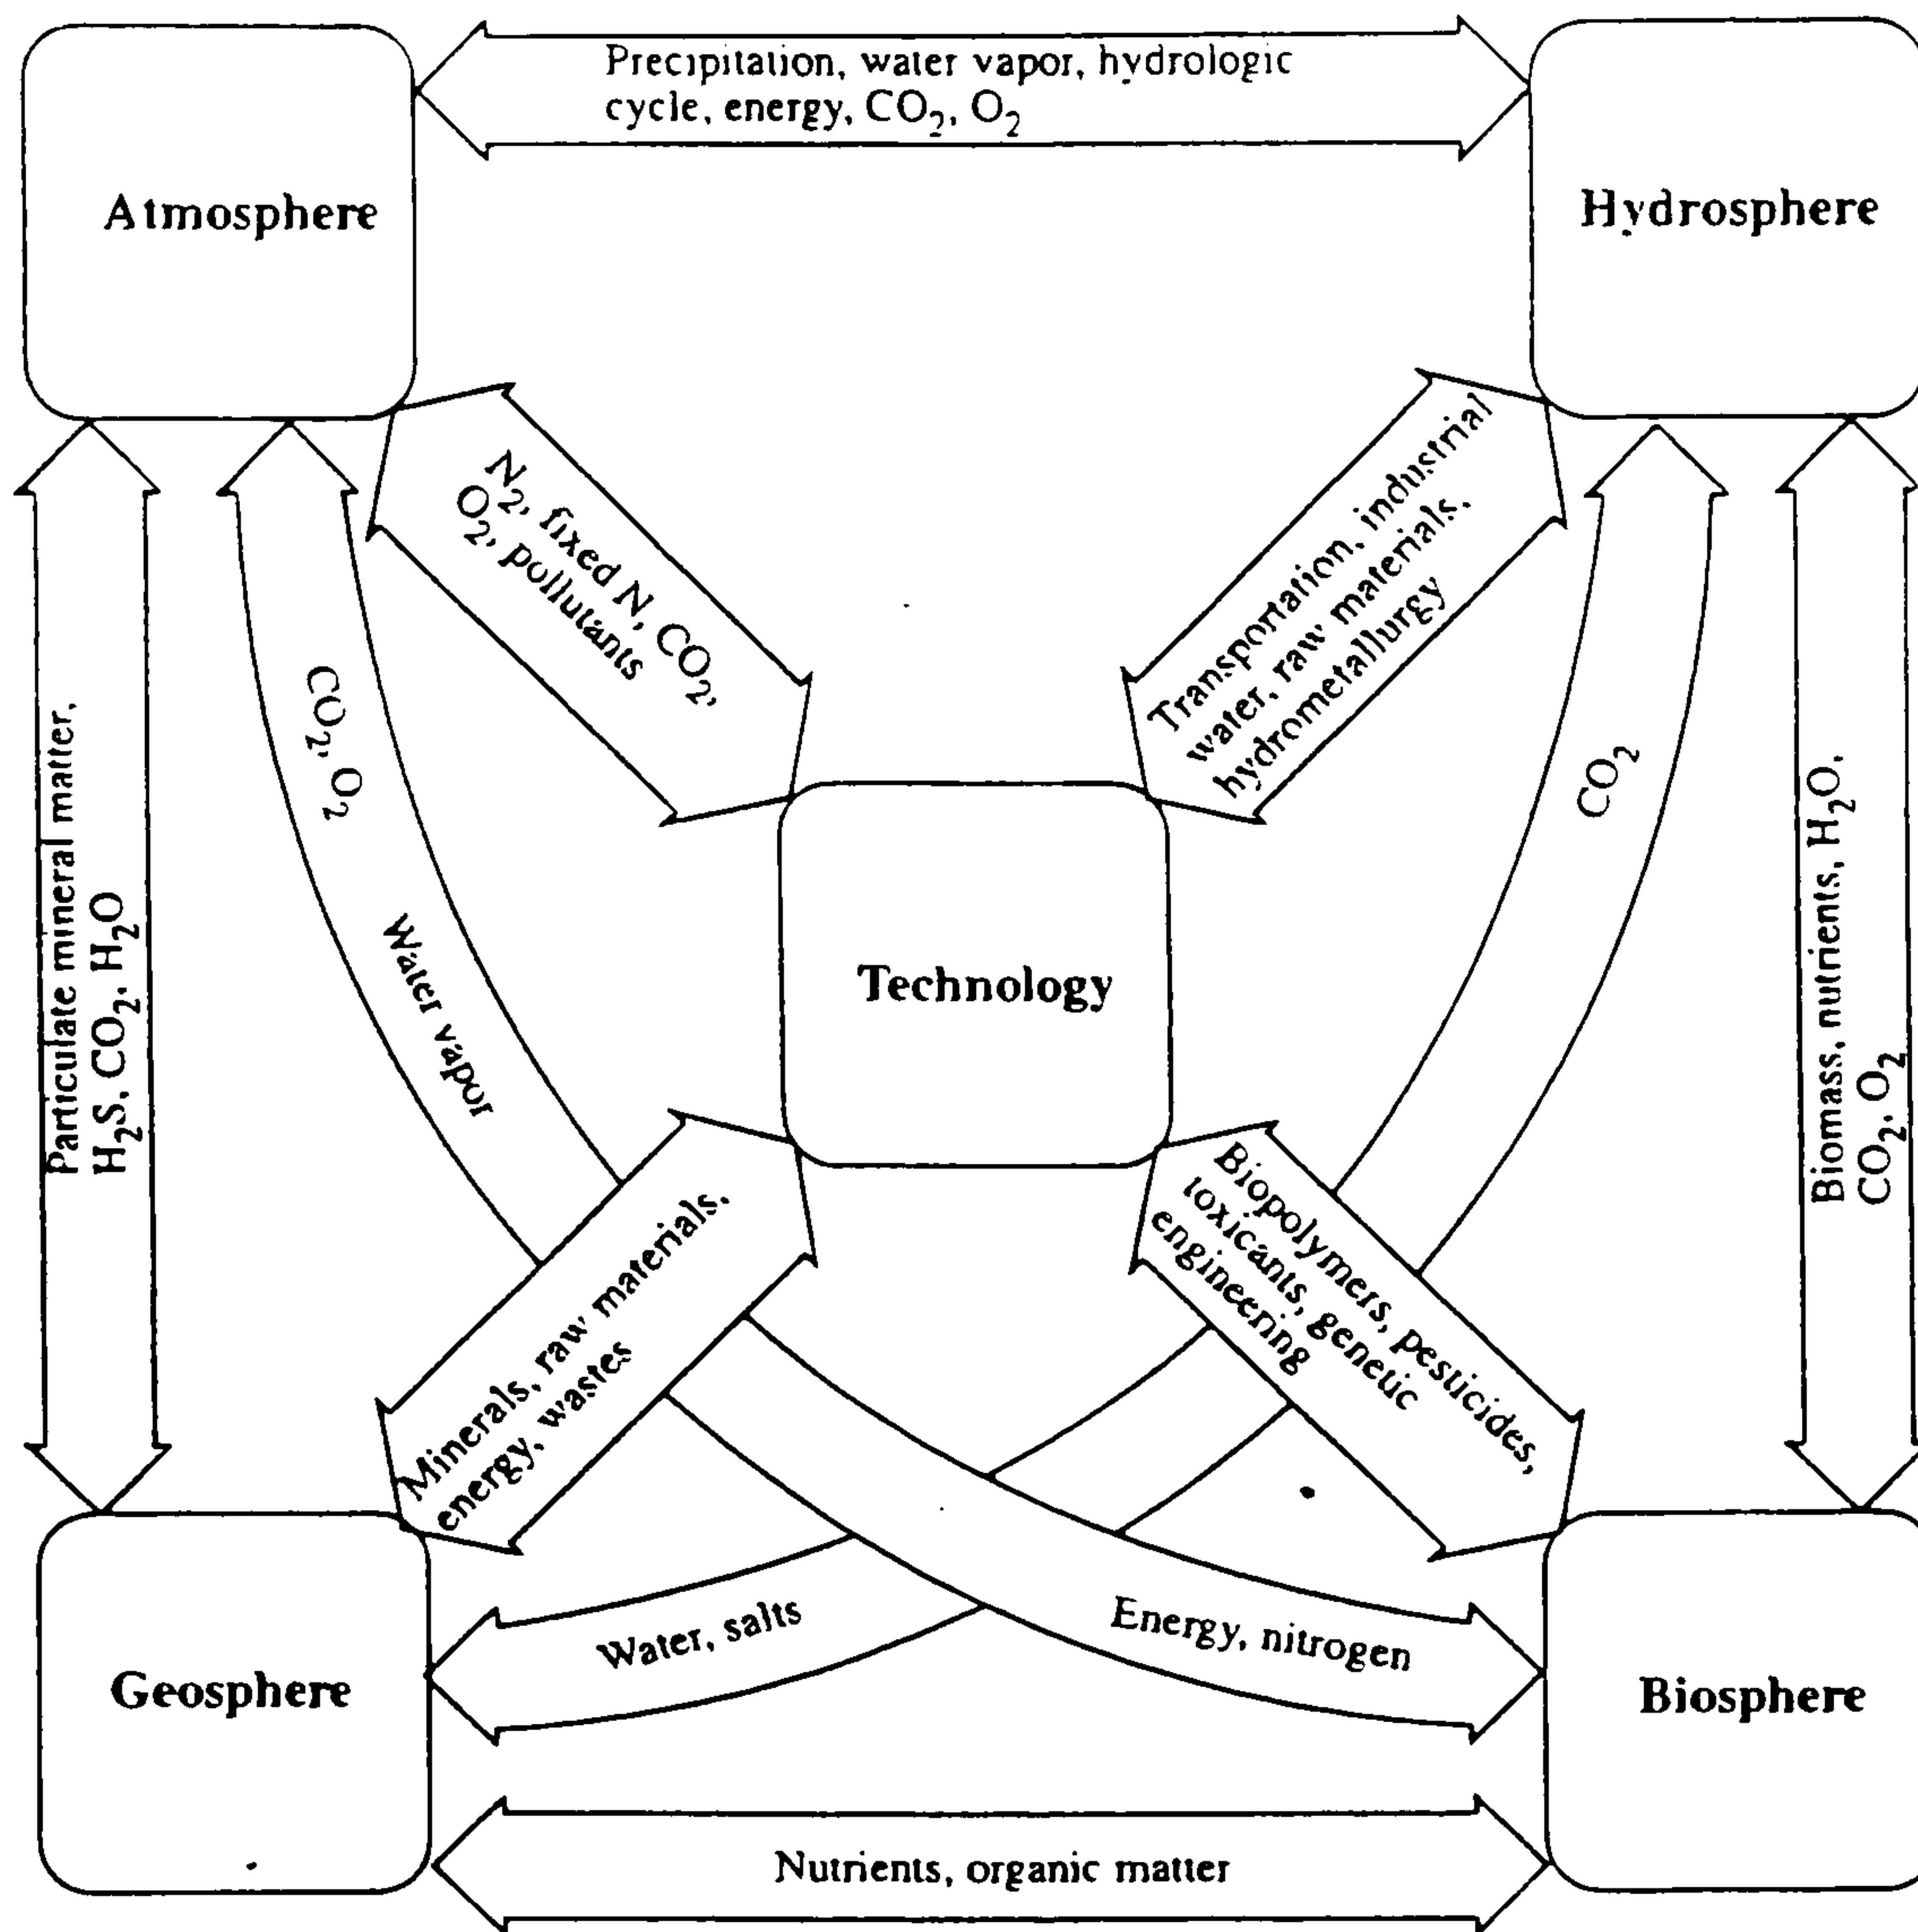 Precipitation, water vapor, hydrologic
cycle, energy, CO₂, O₂
Atmosphere
Hydrosphere
N₂, fixed N, CO₂,
O₂, pollutants
Transportation, industrial
water, raw materials,
hydrometallurgy
CO₂, O₂
Water vapor
CO₂
Particulate mineral matter,
H₂S, CO₂, H₂O
Biomass, nutrients, H₂O,
CO₂, O₂
Technology
Minerals, raw materials,
energy, wastes
Biopolymers, pesticides,
toxicants, genetic
engineering
Water, salts
Energy, nitrogen
Geosphere
Biosphere
Nutrients, organic matter